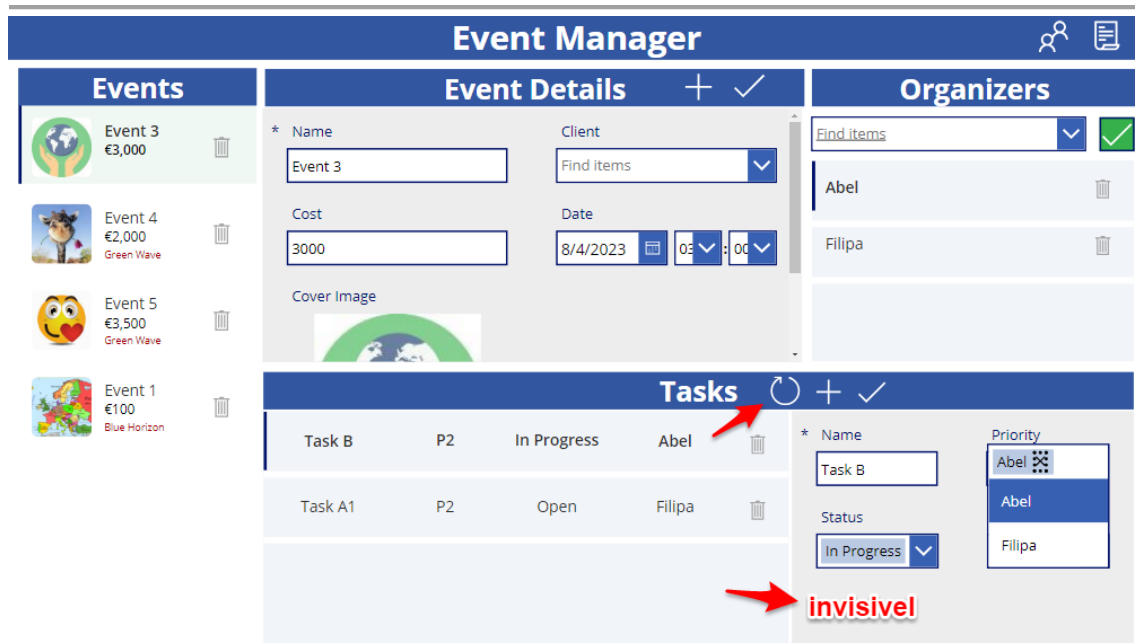 Event Manager
Events
Event 3
€3,000
Event 4
€2,000
Green Wave
Event 5
€3,500
Green Wave
Event 1
€100
Blue Horizon
Event Details
* Name
Client
Event 3
Find items
Cost
Date
3000
8/4/2023
03
:
00
Cover Image
Organizers
Find items
Abel
Filipa
Tasks
Task B P2 In Progress Abel
Task A1 P2 Open Filipa
* Name
Priority
Task B
Abel
Abel
Filipa
Status
In Progress
invisivel